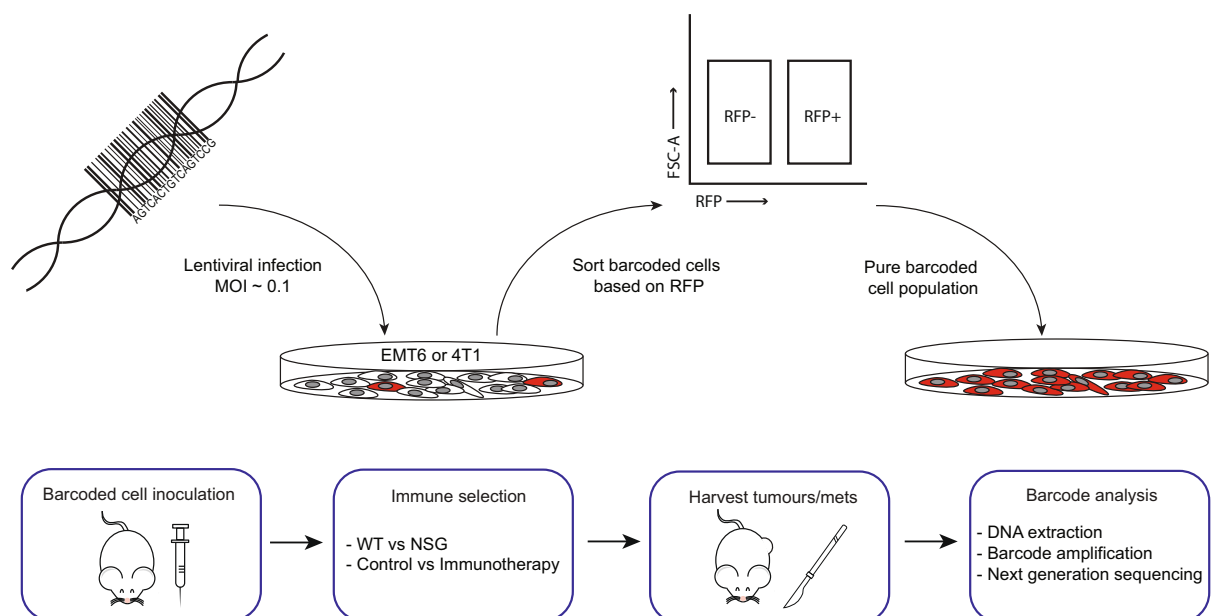 AGTCACTGTCAGTCCG
Lentiviral infection
MOI ~ 0.1
EMT6 or 4T1
Sort barcoded cells
based on RFP
FSC-A
RFP-
RFP+
RFP
Pure barcoded
cell population
Barcoded cell inoculation
Immune selection
- WT vs NSG
- Control vs Immunotherapy
Harvest tumours/mets
Barcode analysis
- DNA extraction
- Barcode amplification
- Next generation sequencing